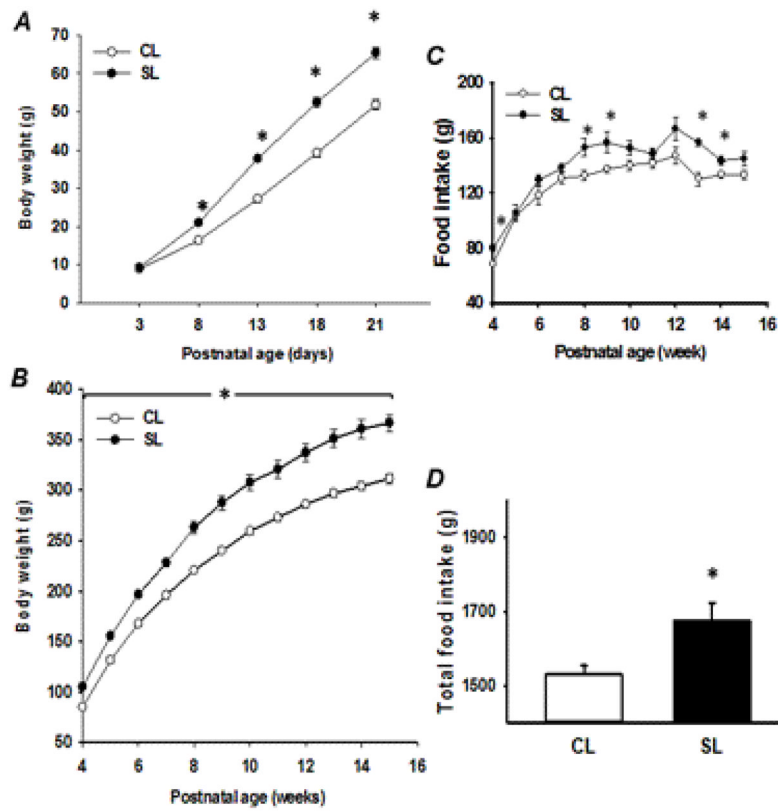 A
CL
SL
Body weight (g)
70
60
50
40
30
20
10
0
* * * * *
3 8 13 18 21
Postnatal age (days)
B
CL
SL
*
Body weight (g)
400
350
300
250
200
150
100
50
4 6 8 10 12 14 16
Postnatal age (weeks)
C
CL
SL
Food intake (g)
200
160
120
80
40
* * * * *
4 6 8 10 12 14 16
Postnatal age (week)
D
Total food intake (g)
1900
1700
1500
*
CL SL